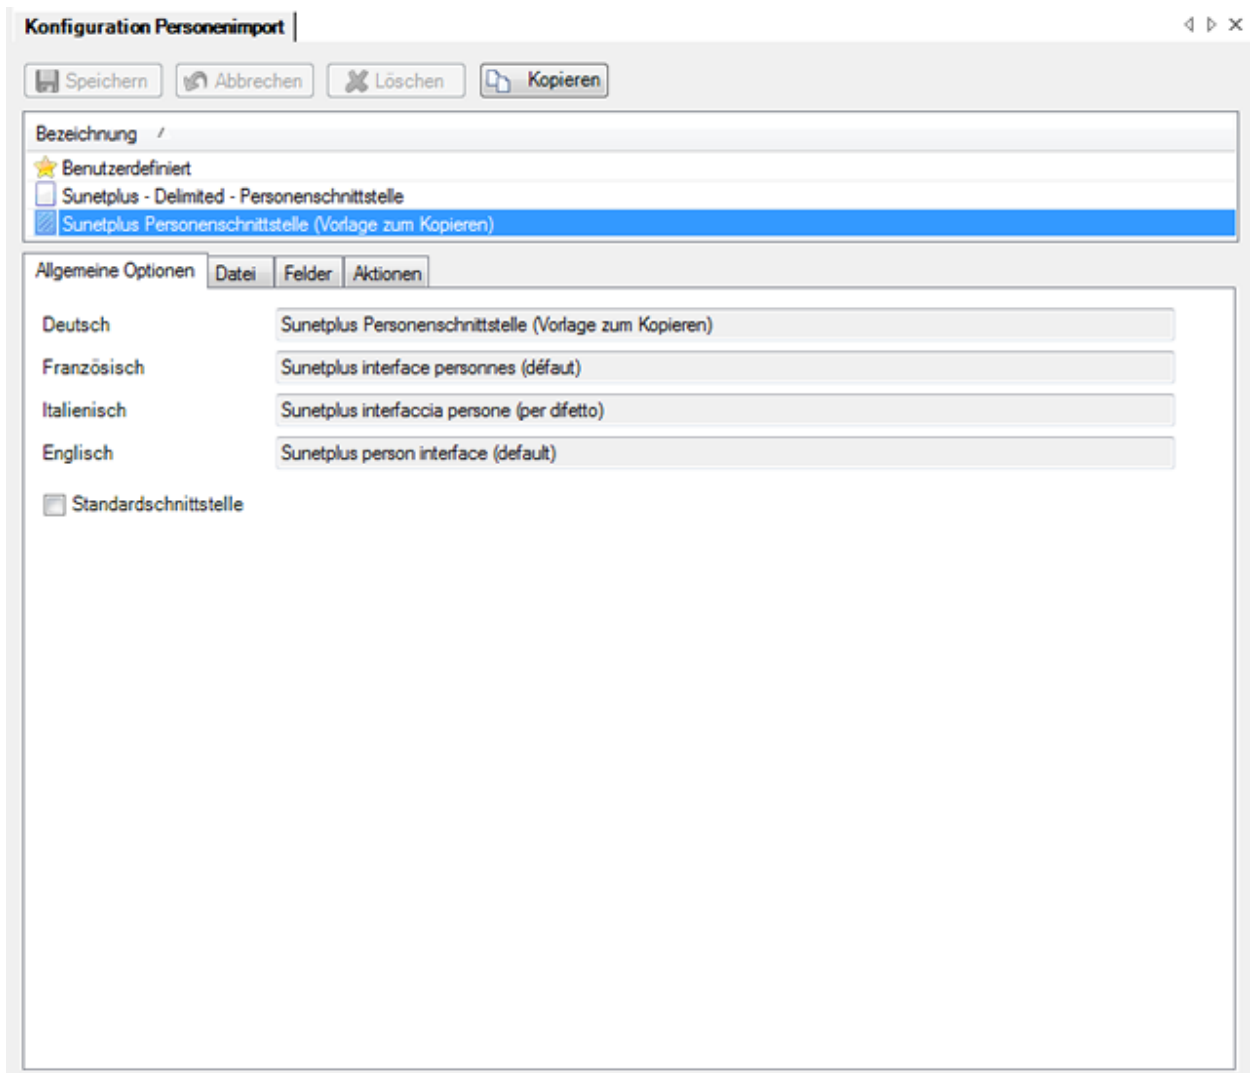 Konfiguration Personenimport
Speichern Abbrechen Löschen Kopieren
Bezeichnung
Benutzerdefiniert
Sunetplus - Delimited - Personenschnittstelle
Sunetplus Personenschnittstelle (Vorlage zum Kopieren)
Allgemeine Optionen Datei Felder Aktionen
Deutsch Sunetplus Personenschnittstelle (Vorlage zum Kopieren)
Französisch Sunetplus interface personnes (défaut)
Italienisch Sunetplus interfaccia persone (per difetto)
Englisch Sunetplus person interface (default)
Standardschnittstelle